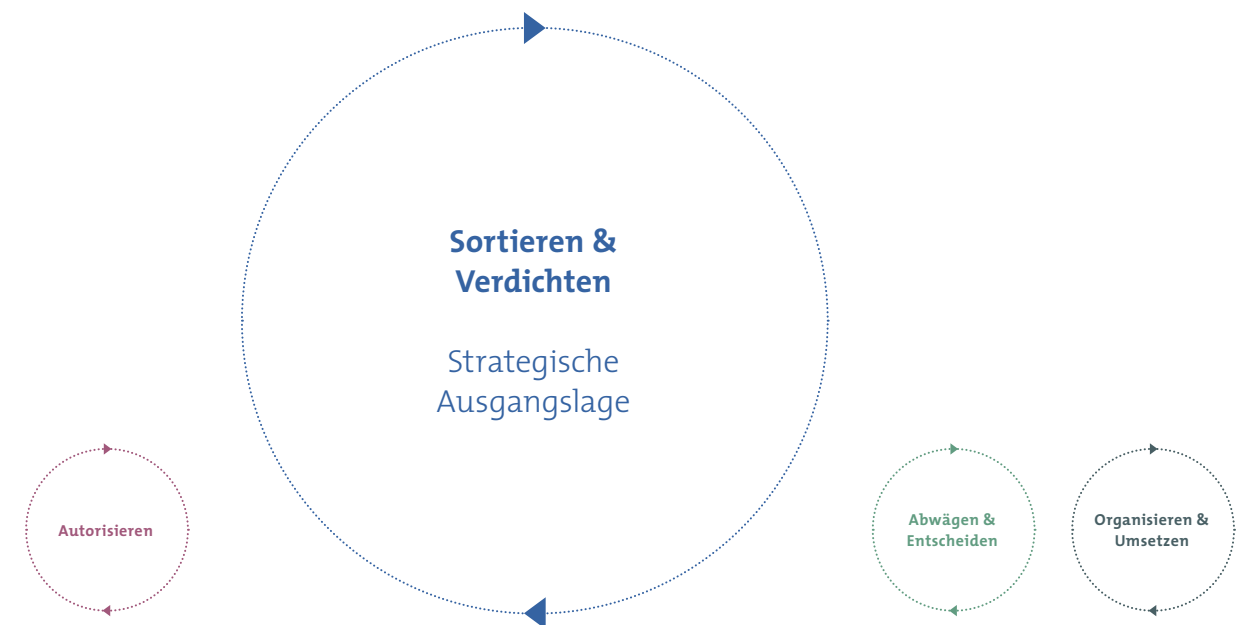 Sortieren &
Verdichten
Strategische
Ausgangslage
Autorisieren
Abwägen &
Entscheiden
Organisieren &
Umsetzen